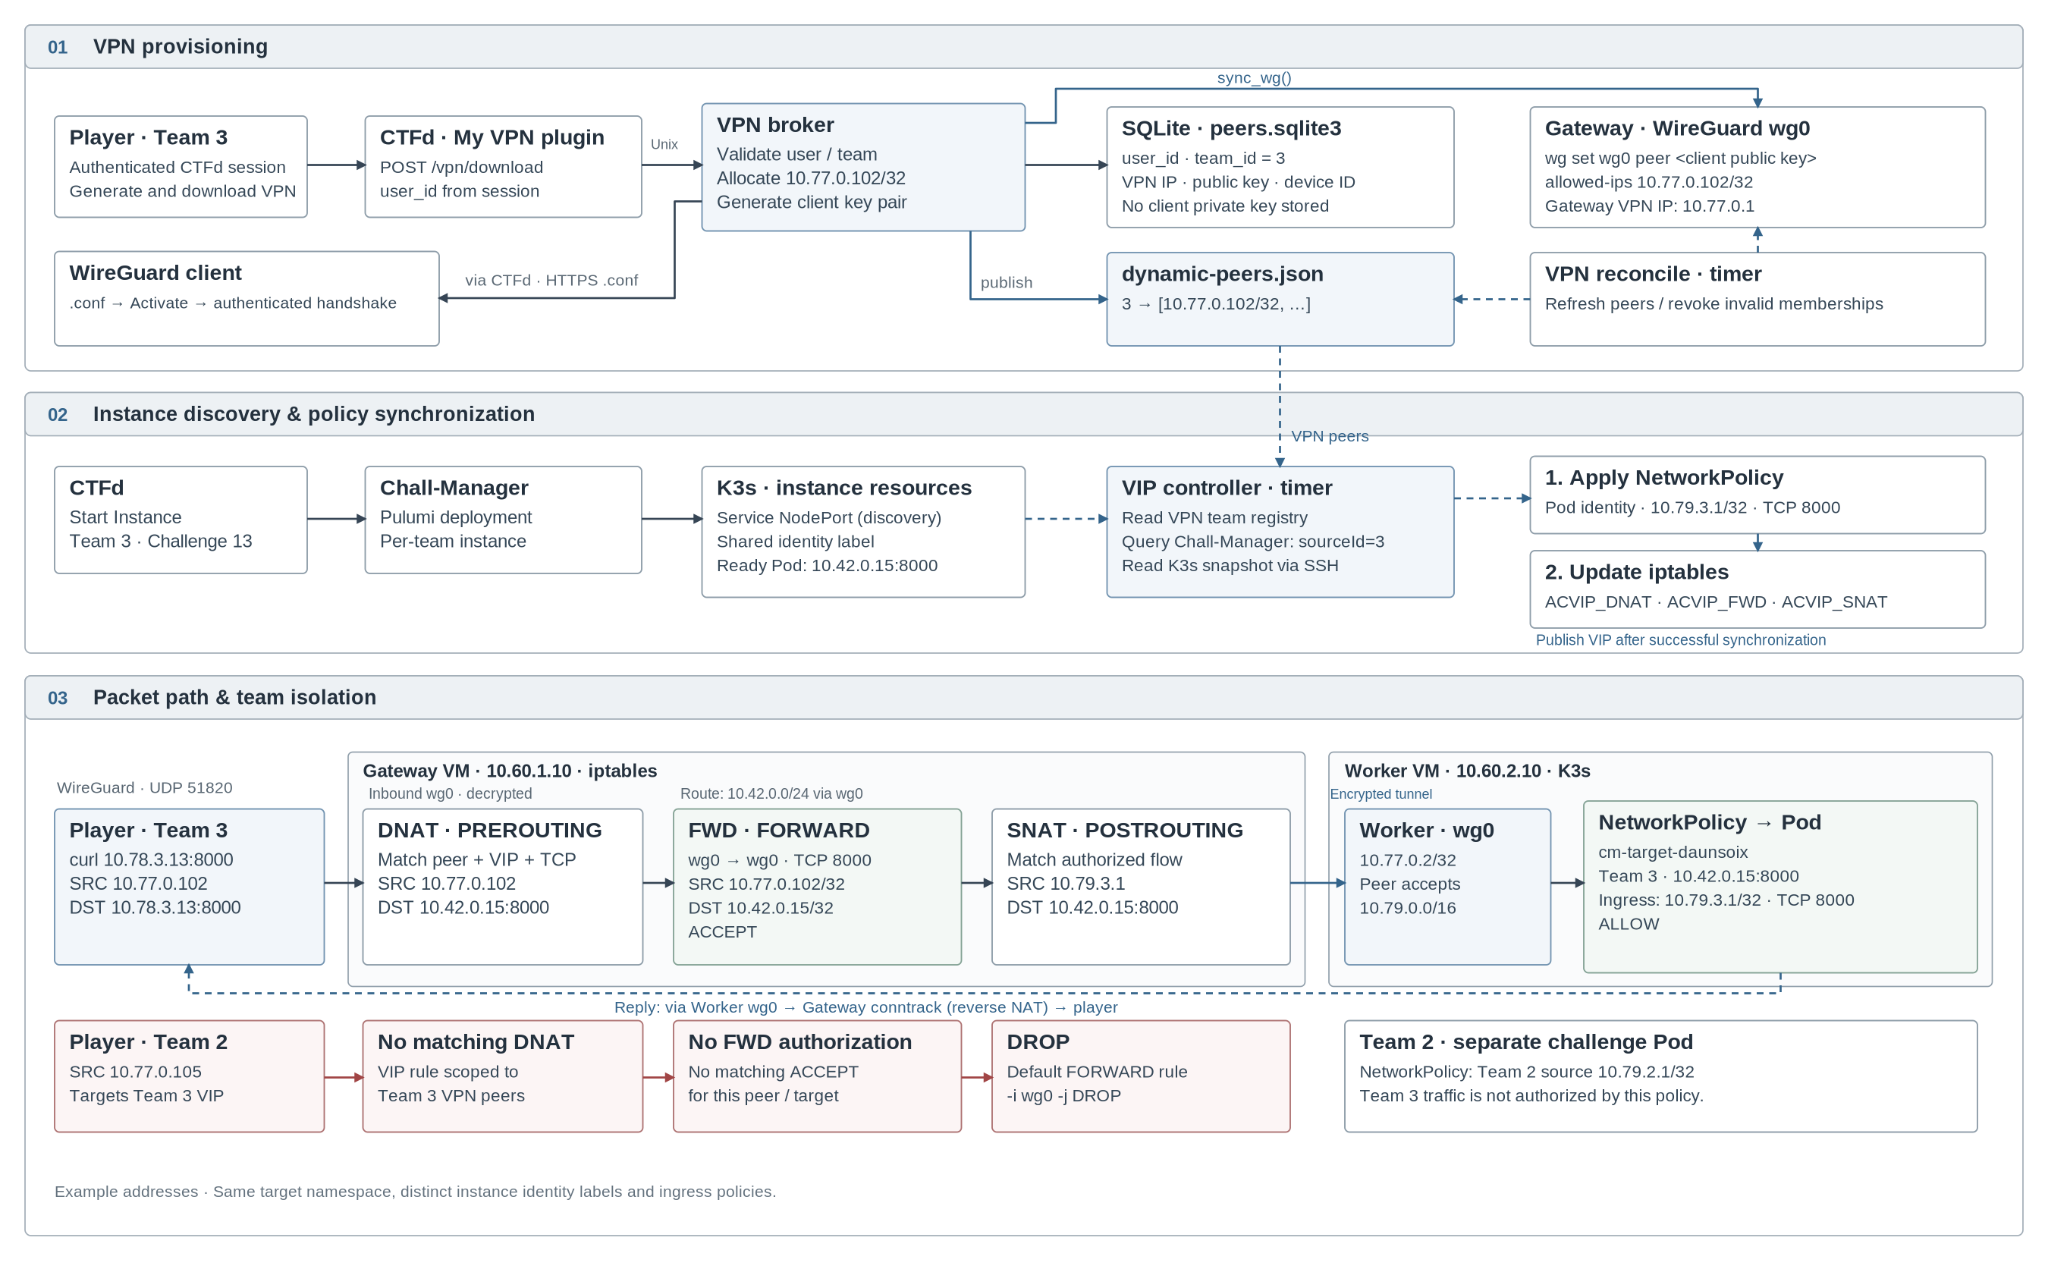 01 VPN provisioning
sync_wg()
Player · Team 3
Authenticated CTFd session
Generate and download VPN
CTFd · My VPN plugin
POST /vpn/download
user_id from session
Unix
VPN broker
Validate user / team
Allocate 10.77.0.102/32
Generate client key pair
SQLite · peers.sqlite3
user_id · team_id = 3
VPN IP · public key · device ID
No client private key stored
Gateway · WireGuard wg0
wg set wg0 peer <client public key>
allowed-ips 10.77.0.102/32
Gateway VPN IP: 10.77.0.1
WireGuard client
.conf → Activate → authenticated handshake
via CTFd · HTTPS .conf
publish
dynamic-peers.json
3 → [10.77.0.102/32, …]
VPN reconcile · timer
Refresh peers / revoke invalid memberships
02 Instance discovery & policy synchronization
VPN peers
CTFd
Start Instance
Team 3 · Challenge 13
Chall-Manager
Pulumi deployment
Per-team instance
K3s · instance resources
Service NodePort (discovery)
Shared identity label
Ready Pod: 10.42.0.15:8000
VIP controller · timer
Read VPN team registry
Query Chall-Manager: sourceId=3
Read K3s snapshot via SSH
1. Apply NetworkPolicy
Pod identity · 10.79.3.1/32 · TCP 8000
2. Update iptables
ACVIP_DNAT · ACVIP_FWD · ACVIP_SNAT
Publish VIP after successful synchronization
03 Packet path & team isolation
WireGuard · UDP 51820
Player · Team 3
curl 10.78.3.13:8000
SRC 10.77.0.102
DST 10.78.3.13:8000
Gateway VM · 10.60.1.10 · iptables
Inbound wg0 · decrypted
DNAT · PREROUTING
Match peer + VIP + TCP
SRC 10.77.0.102
DST 10.42.0.15:8000
Route: 10.42.0.0/24 via wg0
FWD · FORWARD
wg0 → wg0 · TCP 8000
SRC 10.77.0.102/32
DST 10.42.0.15/32
ACCEPT
SNAT · POSTROUTING
Match authorized flow
SRC 10.79.3.1
DST 10.42.0.15:8000
Worker VM · 10.60.2.10 · K3s
Encrypted tunnel
Worker · wg0
10.77.0.2/32
Peer accepts
10.79.0.0/16
NetworkPolicy → Pod
cm-target-daunsoix
Team 3 · 10.42.0.15:8000
Ingress: 10.79.3.1/32 · TCP 8000
ALLOW
Reply: via Worker wg0 → Gateway conntrack (reverse NAT) → player
Player · Team 2
SRC 10.77.0.105
Targets Team 3 VIP
No matching DNAT
VIP rule scoped to
Team 3 VPN peers
No FWD authorization
No matching ACCEPT
for this peer / target
DROP
Default FORWARD rule
-i wg0 -j DROP
Team 2 · separate challenge Pod
NetworkPolicy: Team 2 source 10.79.2.1/32
Team 3 traffic is not authorized by this policy.
Example addresses · Same target namespace, distinct instance identity labels and ingress policies.